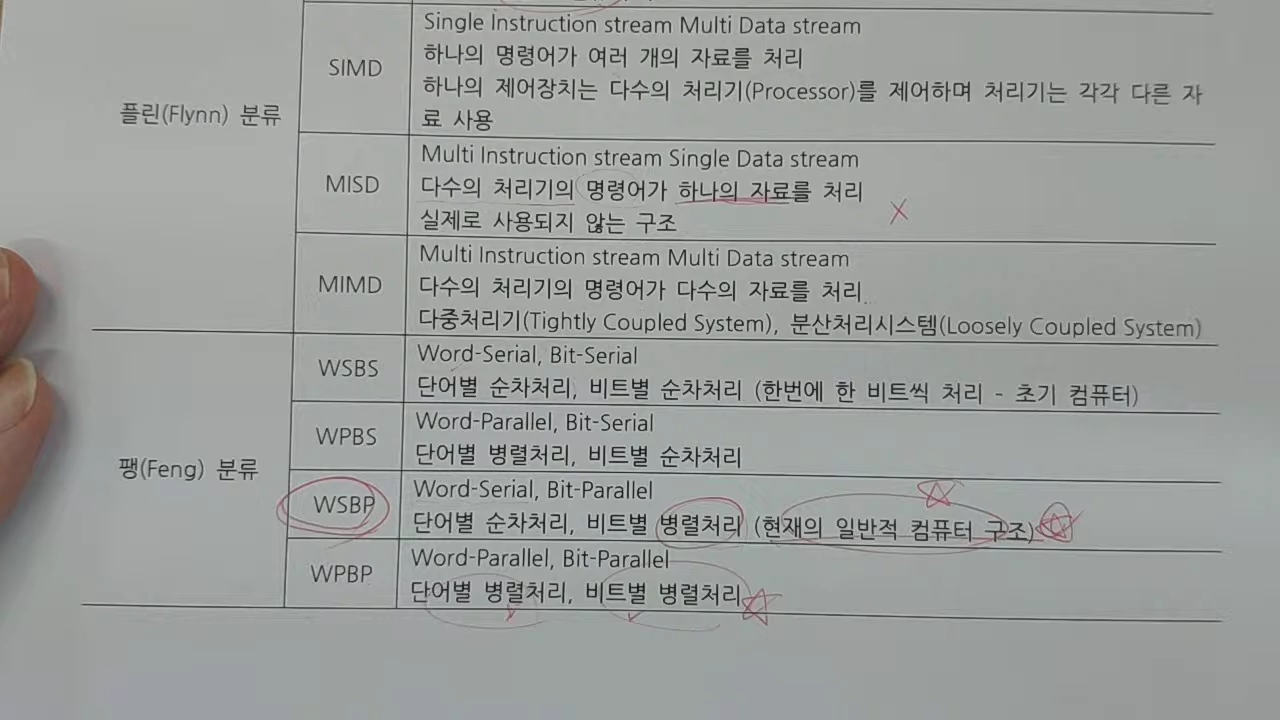 SIMD
Single Instruction stream Multi Data stream
하나의 명령어가 여러 개의 자료를 처리
하나의 제어장치는 다수의 처리기(Processor)를 제어하며 처리기는 각각 다른 자
료 사용
플린(Flynn) 분류
MISD
Multi Instruction stream Single Data stream
다수의 처리기의 명령어가 하나의 자료를 처리
실제로 사용되지 않는 구조
MIMD
Multi Instruction stream Multi Data stream
다수의 처리기의 명령어가 다수의 자료를 처리
다중처리기(Tightly Coupled System), 분산처리시스템(Loosely Coupled System)
팽(Feng) 분류
WSBS
Word-Serial, Bit-Serial
단어별 순차처리, 비트별 순차처리 (한번에 한 비트씩 처리 - 초기 컴퓨터)
WPBS
Word-Parallel, Bit-Serial
단어별 병렬처리, 비트별 순차처리
WSBP
Word-Serial, Bit-Parallel
단어별 순차처리, 비트별 병렬처리 (현재의 일반적 컴퓨터 구조)
WPBP
Word-Parallel, Bit-Parallel
단어별 병렬처리, 비트별 병렬처리